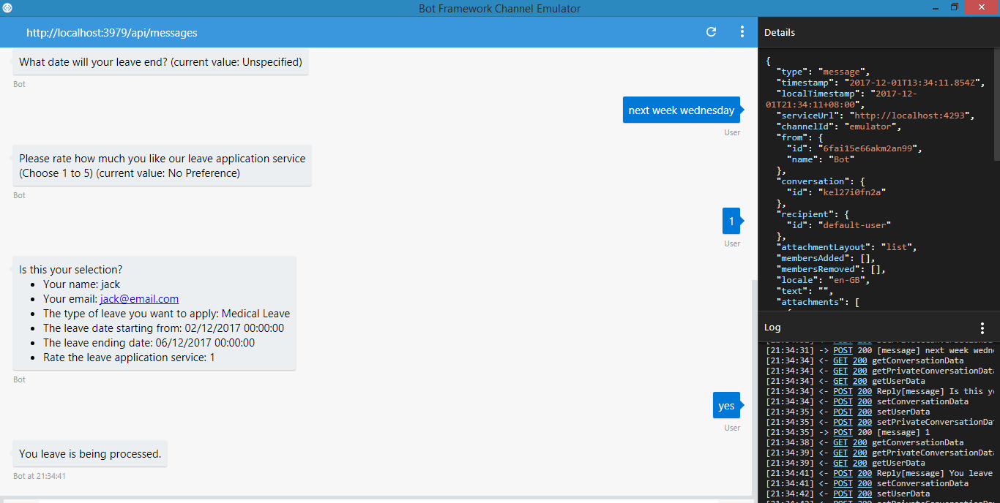 Bot Framework Channel Emulator
http://localhost:3979/api/messages
What date will your leave end? (current value: Unspecified)
Bot
next week wednesday
User
Please rate how much you like our leave application service
(Choose 1 to 5) (current value: No Preference)
Bot
1
User
Is this your selection?
Your name: jack
Your email: jack@email.com
The type of leave you want to apply: Medical Leave
The leave date starting from: 02/12/2017 00:00:00
The leave ending date: 06/12/2017 00:00:00
Rate the leave application service: 1
Bot
yes
User
You leave is being processed.
Bot at 21:34:41
Details
{
"type": "message",
"timestamp": "2017-12-01T13:34:11.854Z",
"localTimestamp": "2017-12-
01T21:34:11+08:00",
"serviceUrl": "http://localhost:4293",
"channelId": "emulator",
"from": {
"id": "6fai15e66akm2an99",
"name": "Bot"
},
"conversation": {
"id": "kel27i0fn2a"
},
"recipient": {
"id": "default-user"
},
"attachmentLayout": "list",
"membersAdded": [],
"membersRemoved": [],
"locale": "en-GB",
"text": "",
"attachments": [
Log
[21:34:31] -> POST 200 [message] next week wedn
[21:34:34] <- GET 200 getConversationData
[21:34:34] <- GET 200 getPrivateConversationData
[21:34:34] <- GET 200 getUserData
[21:34:34] <- POST 200 Reply[message] Is this yo
[21:34:34] <- POST 200 setConversationData
[21:34:35] <- POST 200 setUserData
[21:34:35] <- POST 200 setPrivateConversationDa
[21:34:35] -> POST 200 [message] 1
[21:34:38] <- GET 200 getConversationData
[21:34:39] <- GET 200 getPrivateConversationData
[21:34:39] <- GET 200 getUserData
[21:34:41] <- POST 200 Reply[message] You leave
[21:34:41] <- POST 200 setConversationData
[21:34:42] <- POST 200 setUserData